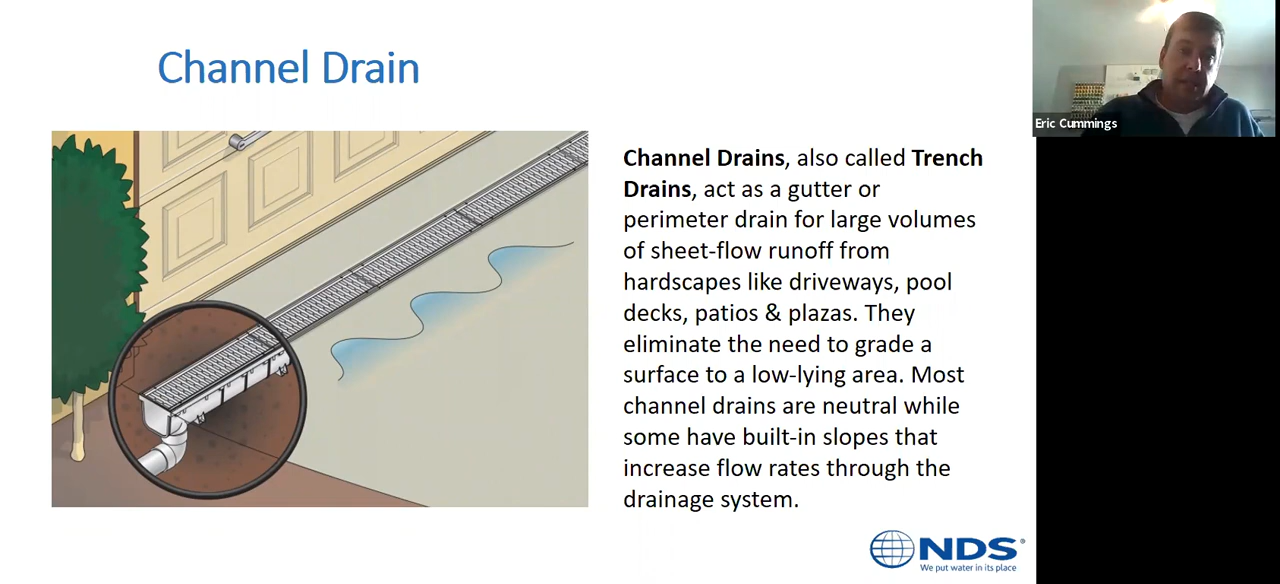 Channel Drain
Eric Cummings
Channel Drains, also called Trench
Drains, act as a gutter or
perimeter drain for large volumes
of sheet-flow runoff from
hardscapes like driveways, pool
decks, patios & plazas. They
eliminate the need to grade a
surface to a low-lying area. Most
channel drains are neutral while
some have built-in slopes that
increase flow rates through the
drainage system.
NDS®
We put water in its place